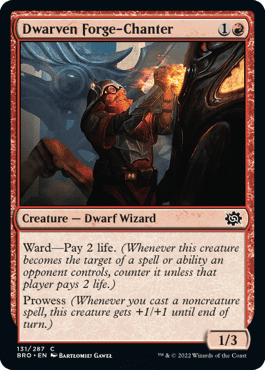 Dwarven Forge-Chanter 1
Creature — Dwarf Wizard
Ward—Pay 2 life. (Whenever this creature
becomes the target of a spell or ability an
opponent controls, counter it unless that
player pays 2 life.)
Prowess (Whenever you cast a noncreature
spell, this creature gets +1/+1 until end of
turn.)
1/3
131/287 C
BRO • EN Bartłomiej Gaweł
™ & © 2022 Wizards of the Coast